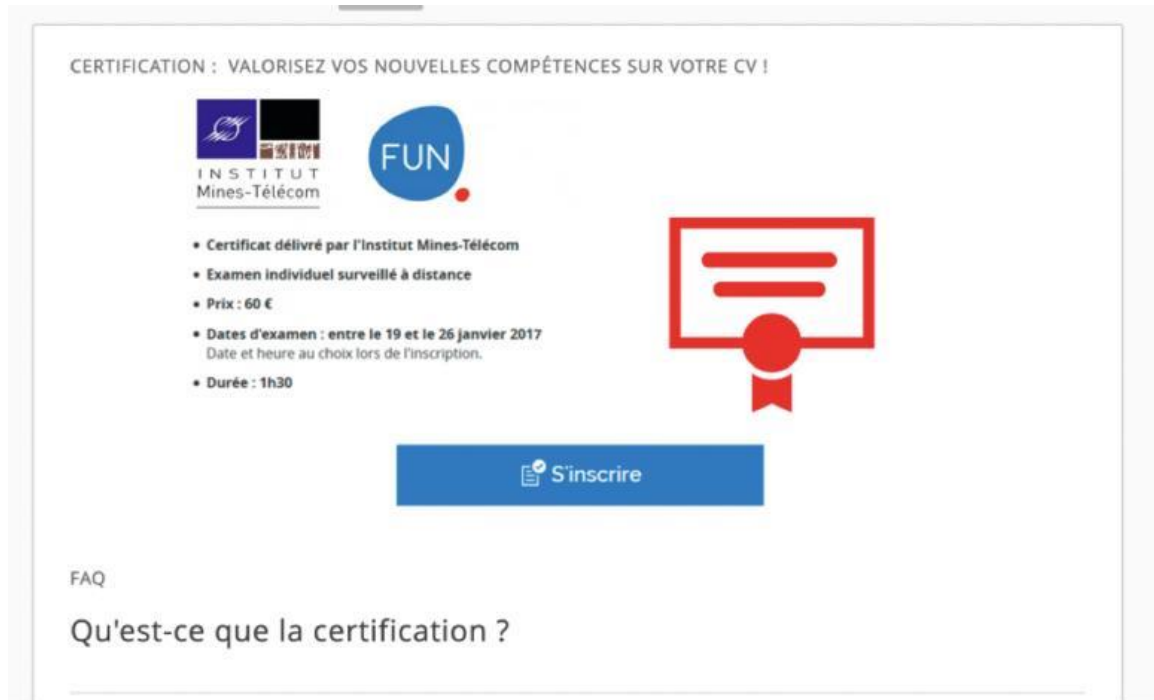 CERTIFICATION : VALORISEZ VOS NOUVELLES COMPÉTENCES SUR VOTRE CV !
INSTITUT
Mines-Télécom
FUN
• Certificat délivré par l'Institut Mines-Télécom
• Examen individuel surveillé à distance
• Prix : 60 €
• Dates d'examen : entre le 19 et le 26 janvier 2017
Date et heure au choix lors de l'inscription.
• Durée : 1h30
S'inscrire
FAQ
Qu'est-ce que la certification ?